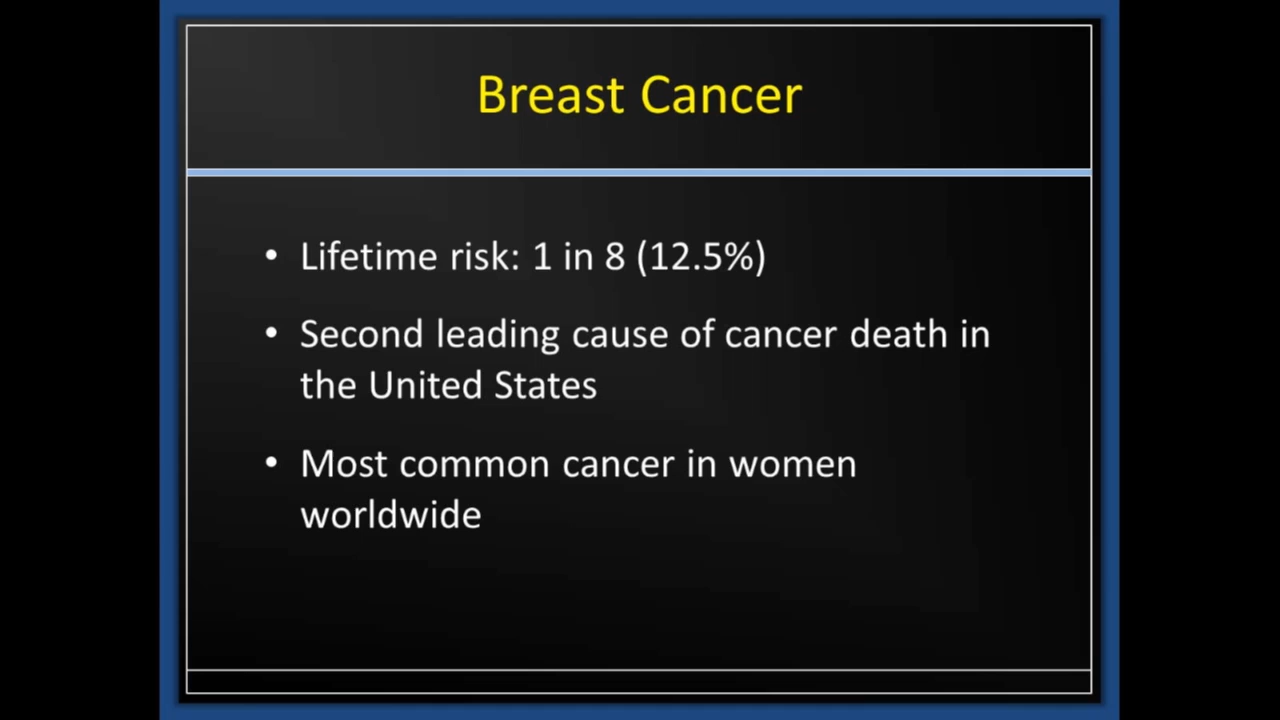 Breast Cancer
• Lifetime risk: 1 in 8 (12.5%)
• Second leading cause of cancer death in
the United States
• Most common cancer in women
worldwide